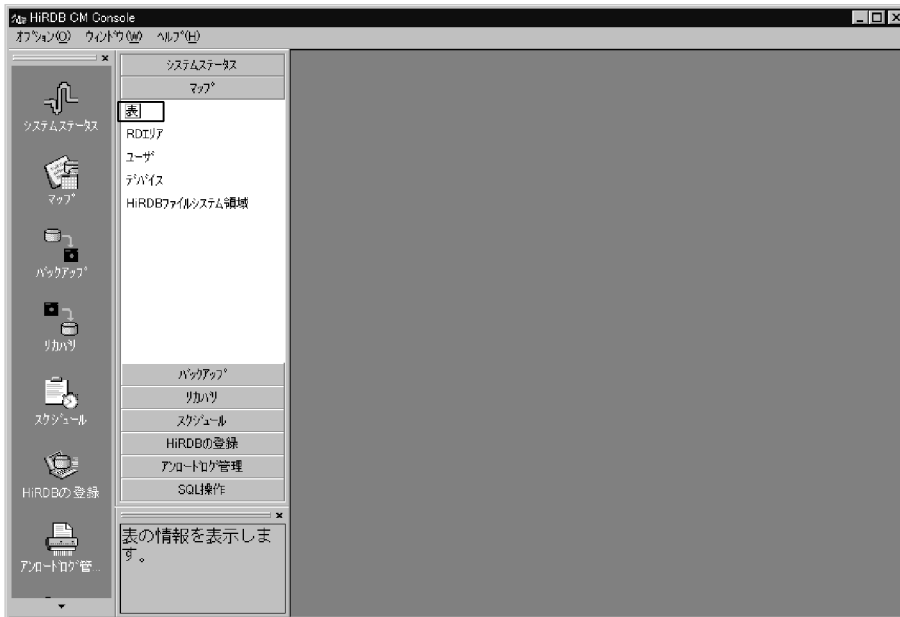 HiRDB CM Console
ｵﾌﾟｼｮﾝ(O) ｳｨﾝﾄﾞｳ(W) ﾍﾙﾌﾟ(H)
ｼｽﾃﾑｽﾃｰﾀｽ
ﾏｯﾌﾟ
ﾊﾞｯｸｱｯﾌﾟ
ﾘｶﾊﾞﾘ
ｽｹｼﾞｭｰﾙ
HiRDBの登録
ｱﾝﾛｰﾄﾞﾛｸﾞ管...
ｼｽﾃﾑｽﾃｰﾀｽ
ﾏｯﾌﾟ
表
RDｴﾘｱ
ﾕｰｻﾞ
ﾃﾞﾊﾞｲｽ
HiRDBﾌｧｲﾙｼｽﾃﾑ領域
ﾊﾞｯｸｱｯﾌﾟ
ﾘｶﾊﾞﾘ
ｽｹｼﾞｭｰﾙ
HiRDBの登録
ｱﾝﾛｰﾄﾞﾛｸﾞ管理
SQL操作
表の情報を表示しま
す。